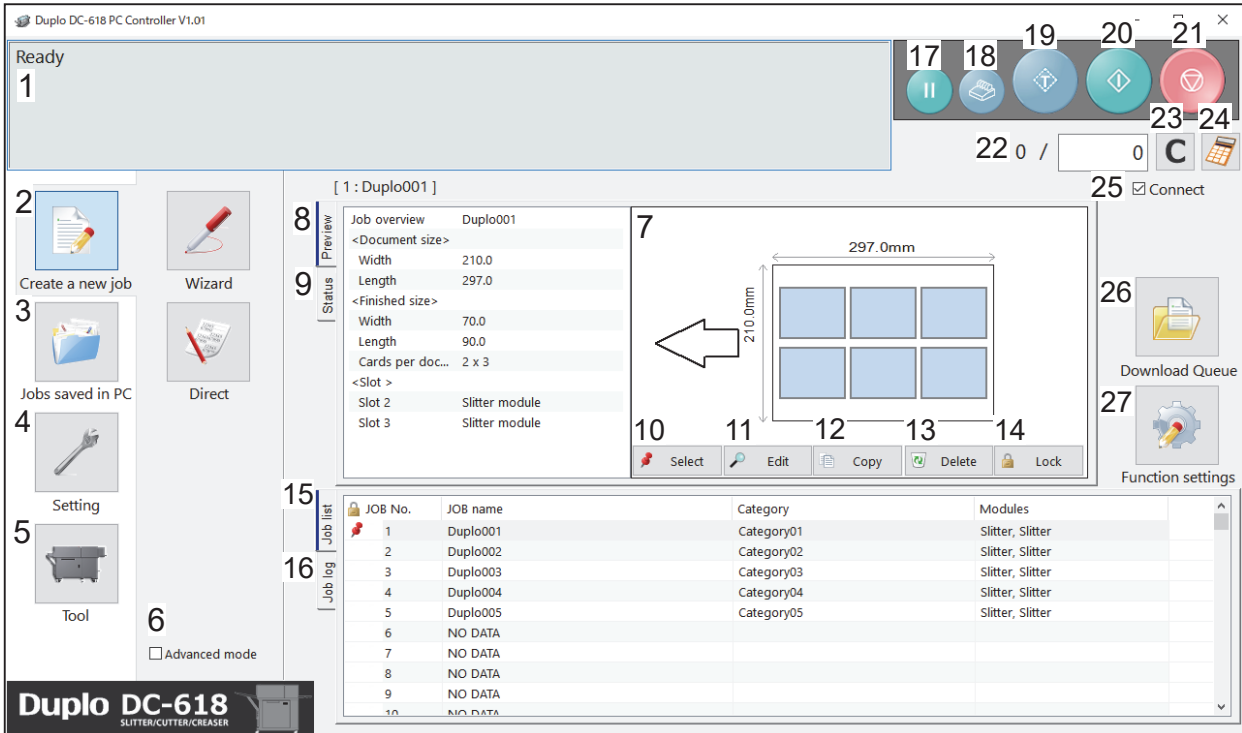 Duplo DC-618 PC Controller V1.01
Ready
1
17
18
19
20
21
T
22 0 / 0
23
C
24
25 Connect
2
Create a new job
Wizard
3
Jobs saved in PC
Direct
4
Setting
5
Tool
6
Advanced mode
Duplo DC-618
SLITTER/CUTTER/CREASER
[ 1 : Duplo001 ]
8
Preview
9
Status
Job overview Duplo001
<Document size>
Width 210.0
Length 297.0
<Finished size>
Width 70.0
Length 90.0
Cards per doc... 2 x 3
<Slot >
Slot 2 Slitter module
Slot 3 Slitter module
7
297.0mm
210.0mm
10
Select
11
Edit
12
Copy
13
Delete
14
Lock
26
Download Queue
27
Function settings
15
Job list
16
Job log
JOB No. JOB name Category Modules
1 Duplo001 Category01 Slitter, Slitter
2 Duplo002 Category02 Slitter, Slitter
3 Duplo003 Category03 Slitter, Slitter
4 Duplo004 Category04 Slitter, Slitter
5 Duplo005 Category05 Slitter, Slitter
6 NO DATA
7 NO DATA
8 NO DATA
9 NO DATA
10 NO DATA